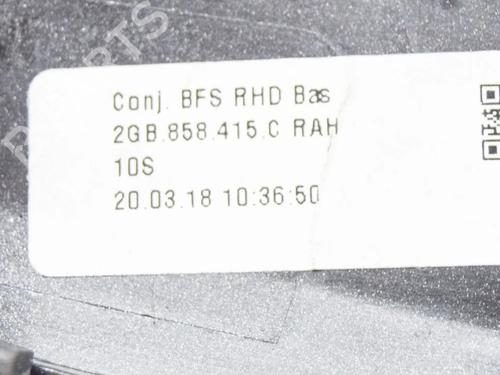 Conj. BFS RHD Bas
2GB.858.415.C RAH
10S
20.03.18 10:36:50